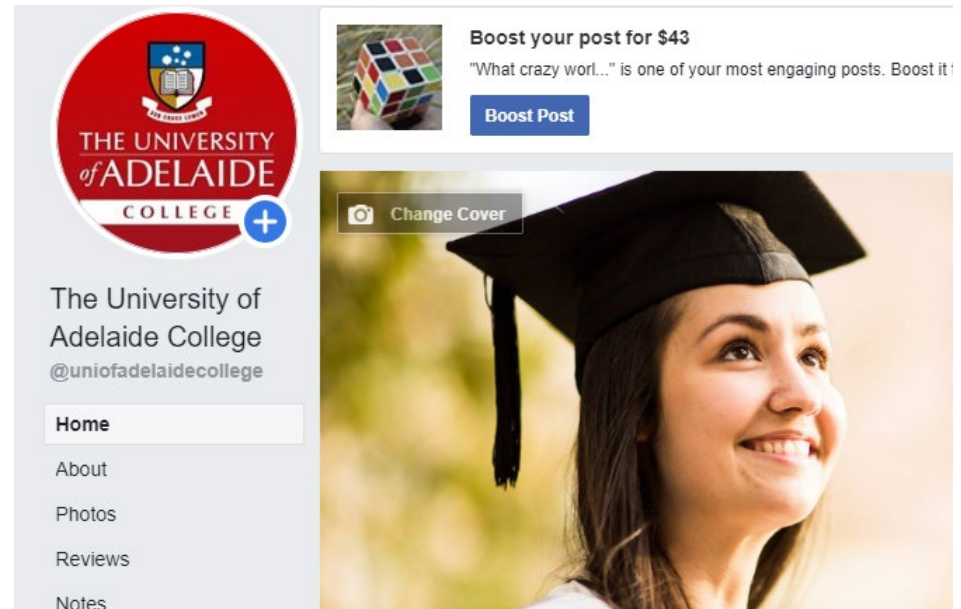 THE UNIVERSITY
of ADELAIDE
COLLEGE
The University of
Adelaide College
@uniofadelaidecollege
Home
About
Photos
Reviews
Notes
Boost your post for $43
"What crazy worl..." is one of your most engaging posts. Boost it
Boost Post
Change Cover